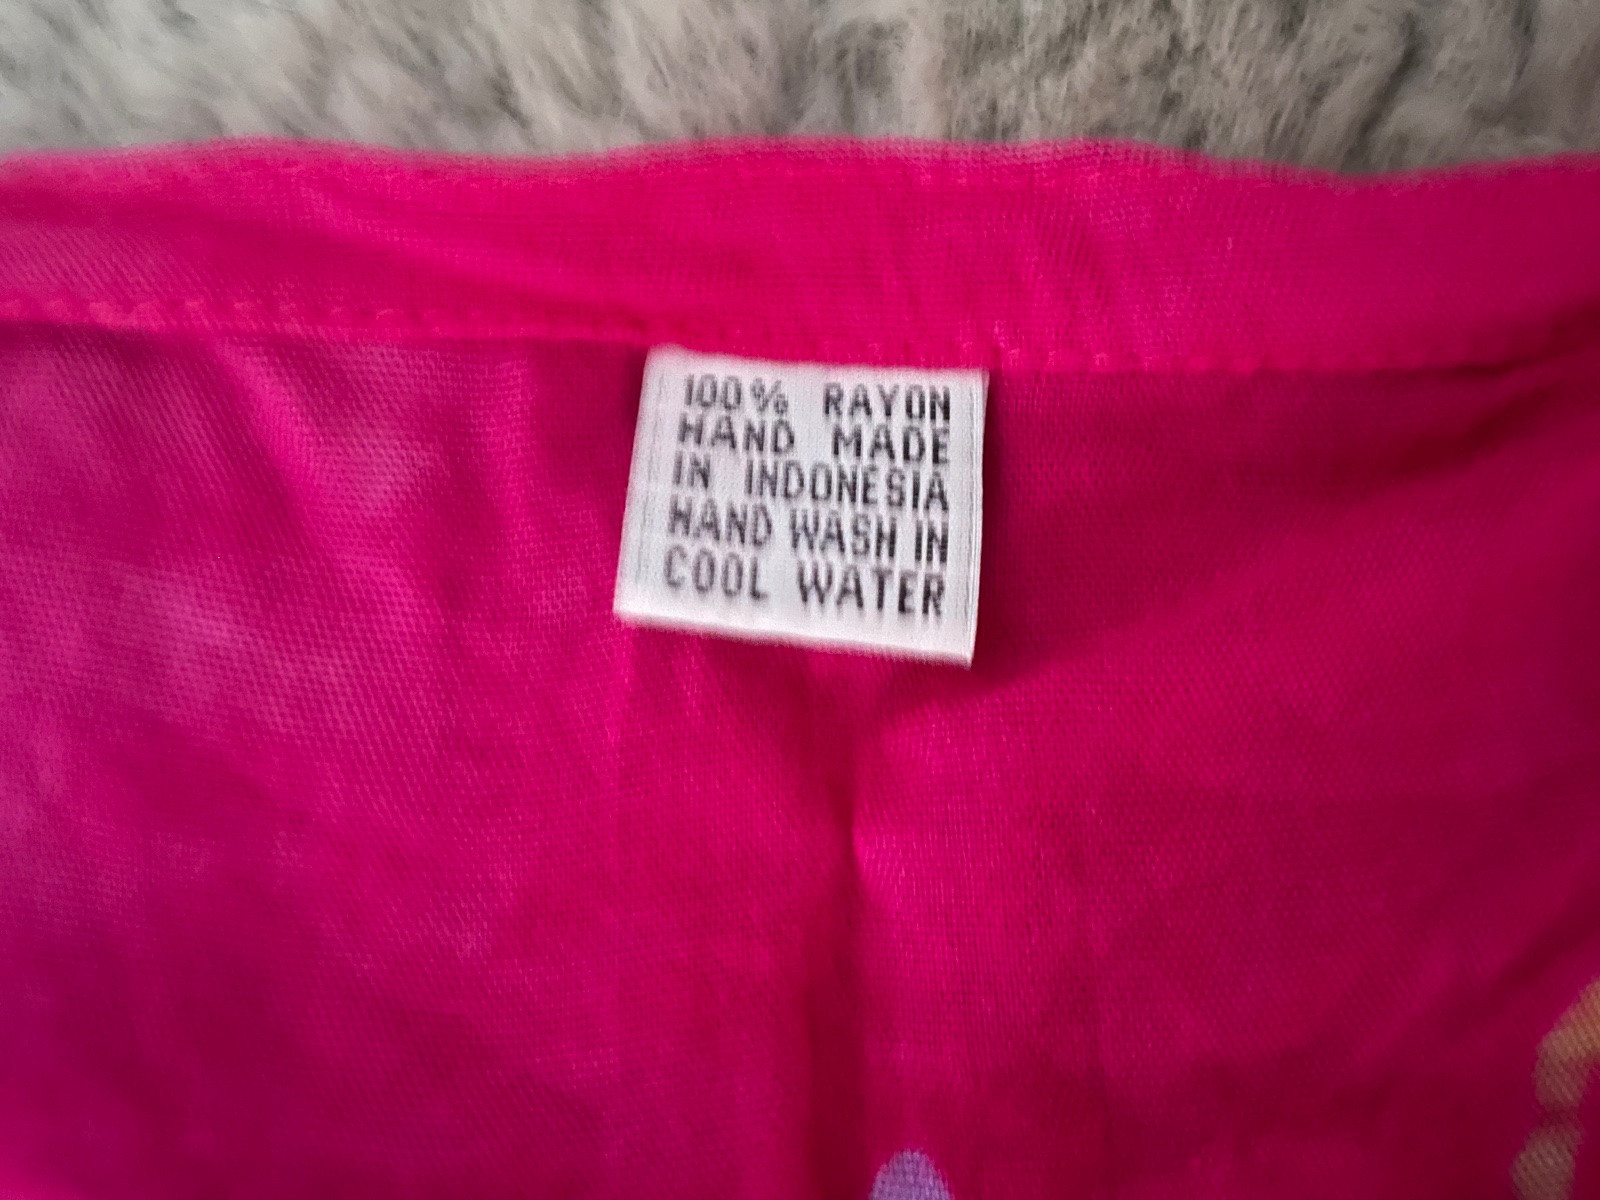 100% RAYON
HAND MADE
IN INDONESIA
HAND WASH IN
COOL WATER